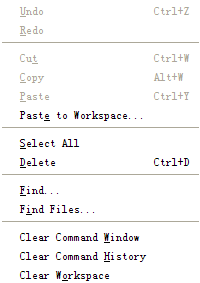 Undo Ctrl+Z
Redo
Cut Ctrl+W
Copy Alt+W
Paste Ctrl+Y
Paste to Workspace...
Select All
Delete Ctrl+D
Find...
Find Files...
Clear Command Window
Clear Command History
Clear Workspace